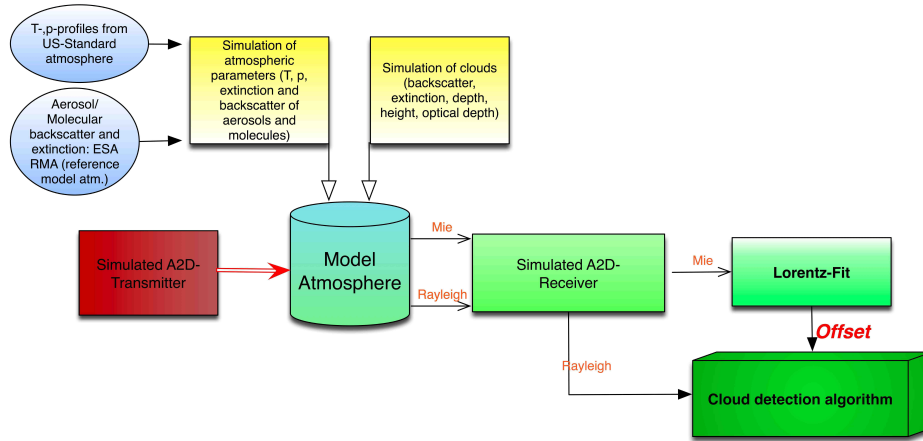 T-,p-profiles from
US-Standard
atmosphere
Aerosol/
Molecular
backscatter and
extinction: ESA
RMA (reference
model atm.)
Simulation of
atmospheric
parameters (T, p,
extinction and
backscatter of
aerosols and
molecules)
Simulation of clouds
(backscatter,
extinction, depth,
height, optical depth)
Simulated A2D-
Transmitter
Model
Atmosphere
Mie
Rayleigh
Simulated A2D-
Receiver
Mie
Rayleigh
Lorentz-Fit
Offset
Cloud detection algorithm